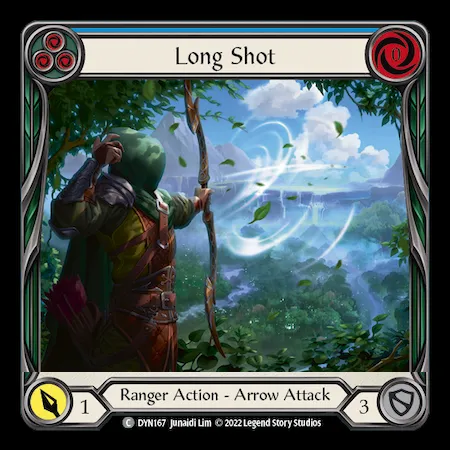 Long Shot
0
1
Ranger Action - Arrow Attack
3
C DYN167 Junaidi Lim © 2022 Legend Story Studios